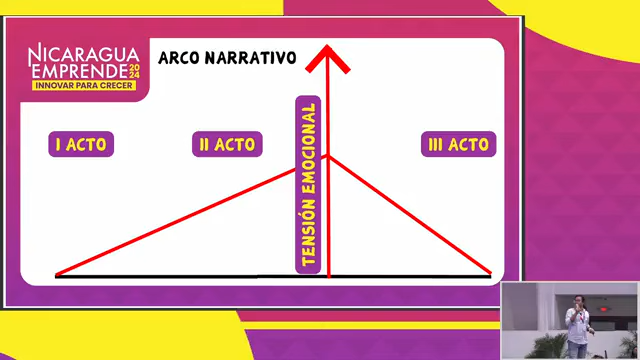 NICARAGUA
EMPRENDE 2024
INNOVAR PARA CRECER
ARCO NARRATIVO
I ACTO
II ACTO
III ACTO
TENSIÓN EMOCIONAL